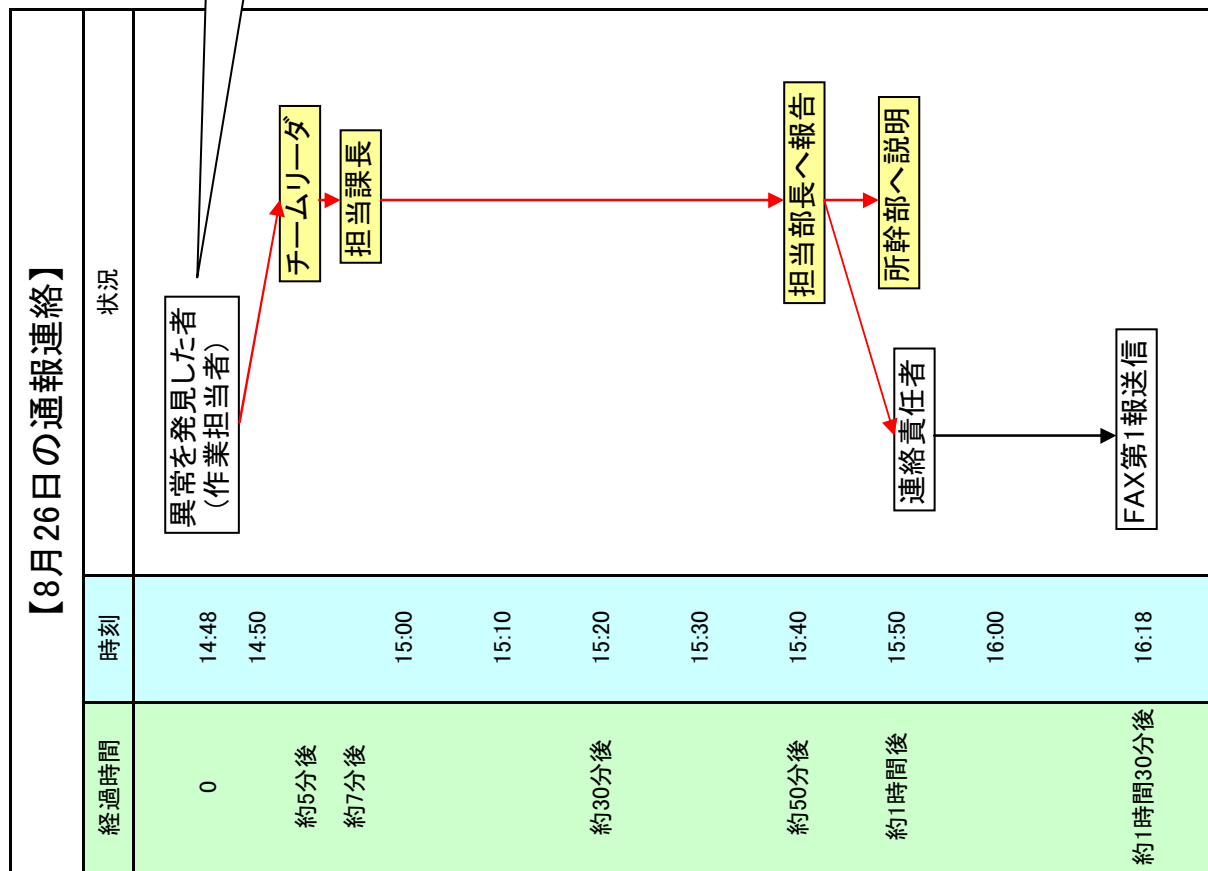 【8月26日の通報連絡】
経過時間
時刻
状況
0
14:48
異常を発見した者
（作業担当者）
14:50
約5分後
チームリーダ
約7分後
担当課長
15:00
15:10
約30分後
15:20
15:30
約50分後
15:40
担当部長へ報告
約1時間後
15:50
連絡責任者
所幹部へ説明
16:00
約1時間30分後
16:18
FAX第1報送信